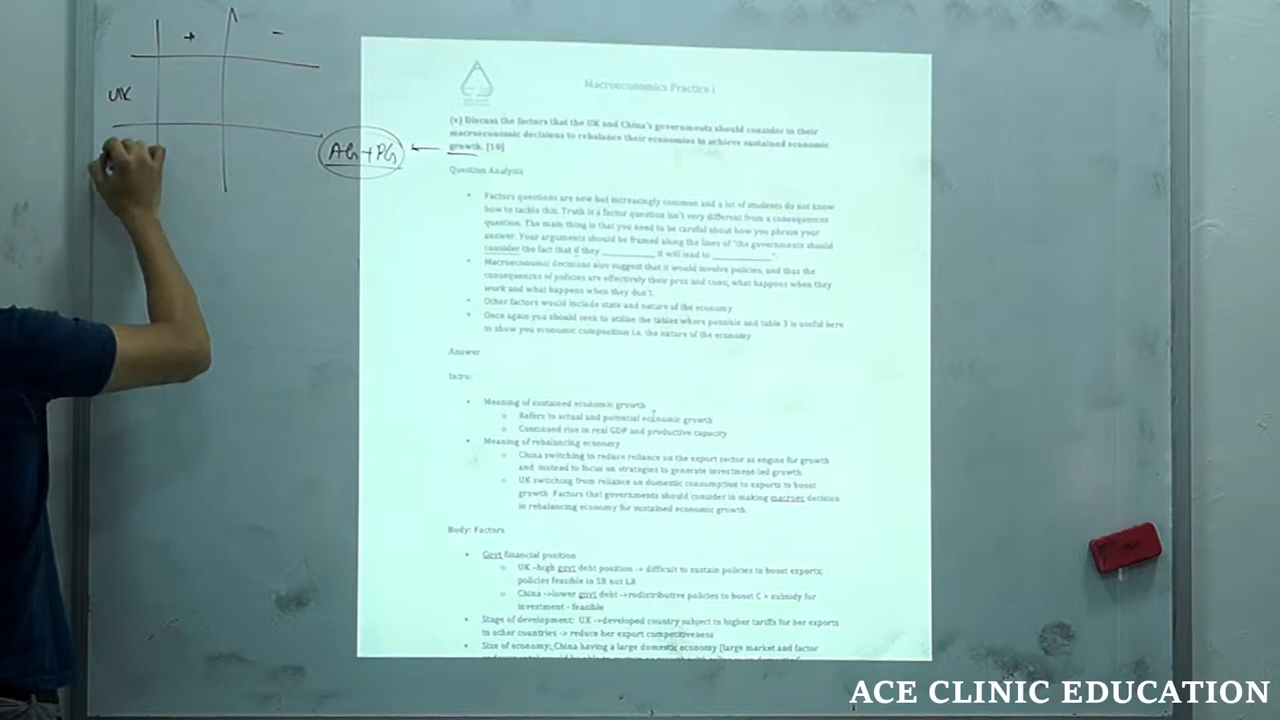 + -
UK
AG+PG
Macroeconomics Practice 1
(v) Discuss the factors that the UK and China's governments should consider in their
macroeconomic decisions to rebalance their economies to achieve sustained economic
growth. [10]
Question Analysis
Factors questions are new but increasingly common and a lot of students do not know
how to tackle this. Truth is a factor question isn't very different from a consequences
question. The main thing is that you need to be careful about how you phrase your
answer. Your arguments should be framed along the lines of "the governments should
consider the fact that if they __________ it will lead to ___________".
Macroeconomic decisions also suggest that it would involve policies, and thus the
consequences of policies are effectively their pros and cons; what happens when they
work and what happens when they don't.
Other factors would include state and nature of the economy
Once again you should seek to utilize the tables where possible and table 3 is useful here
to show you economic composition i.e. the nature of the economy
Answer
Intro:
Meaning of sustained economic growth
Refers to actual and potential economic growth
Continued rise in real GDP and productive capacity
Meaning of rebalancing economy
China switching to reduce reliance on the export sector as engine for growth
and instead to focus on strategies to generate investment-led growth.
UK switching from reliance on domestic consumption to exports to boost
growth Factors that governments should consider in making macroec decision
in rebalancing economy for sustained economic growth
Body: Factors
Govt financial position
UK –high govt debt position -> difficult to sustain policies to boost exports;
policies feasible in SR not LR
China ->lower govt debt ->redistributive policies to boost C + subsidy for
investment - feasible
Stage of development: UK ->developed country subject to higher tariffs for her exports
to other countries -> reduce her export competitiveness
Size of economy: China having a large domestic economy (large market and factor
ACE CLINIC EDUCATION